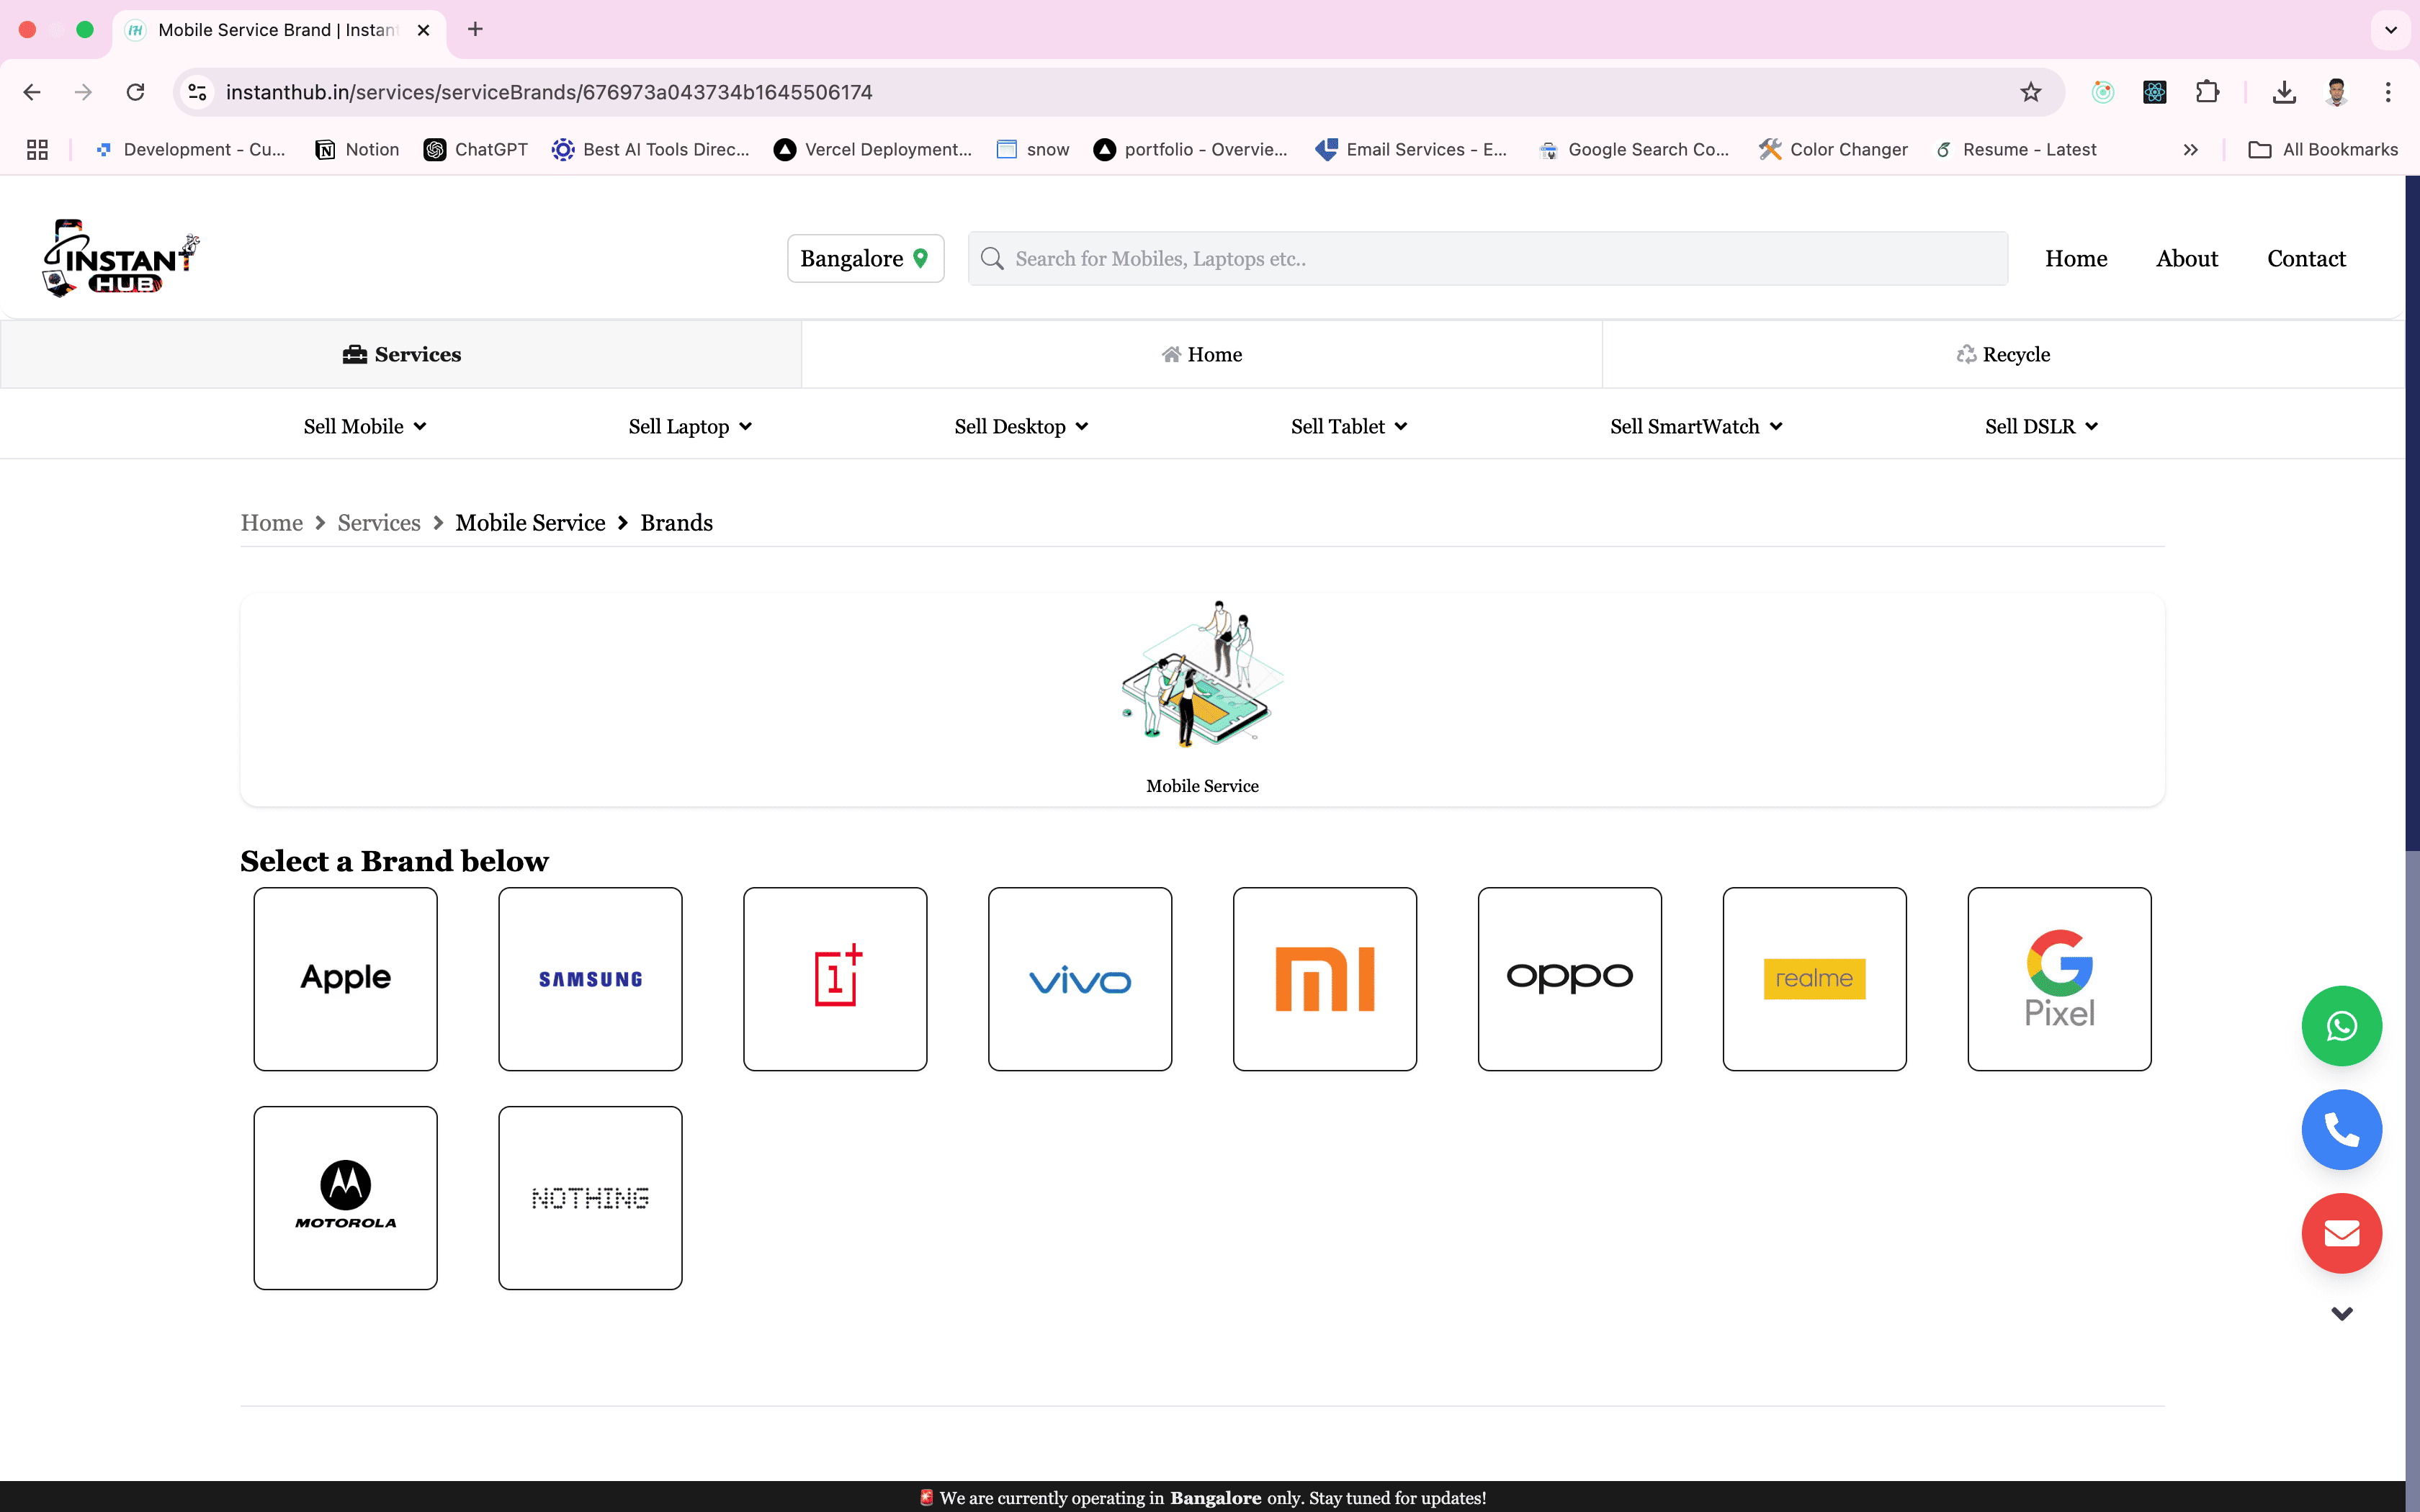 Mobile Service Brand | Instan
instanthub.in/services/serviceBrands/676973a043734b1645506174
Development - Cu... Notion ChatGPT Best AI Tools Direc... Vercel Deployment... snow portfolio - Overvie... Email Services - E... Google Search Co... Color Changer Resume - Latest All Bookmarks
INSTANT
HUB
Bangalore Search for Mobiles, Laptops etc.. Home About Contact
Services Home Recycle
Sell Mobile Sell Laptop Sell Desktop Sell Tablet Sell SmartWatch Sell DSLR
Home > Services > Mobile Service > Brands
Mobile Service
Select a Brand below
Apple SAMSUNG 1+ vivo mi oppo realme G Pixel
MOTOROLA NOTHING
We are currently operating in Bangalore only. Stay tuned for updates!